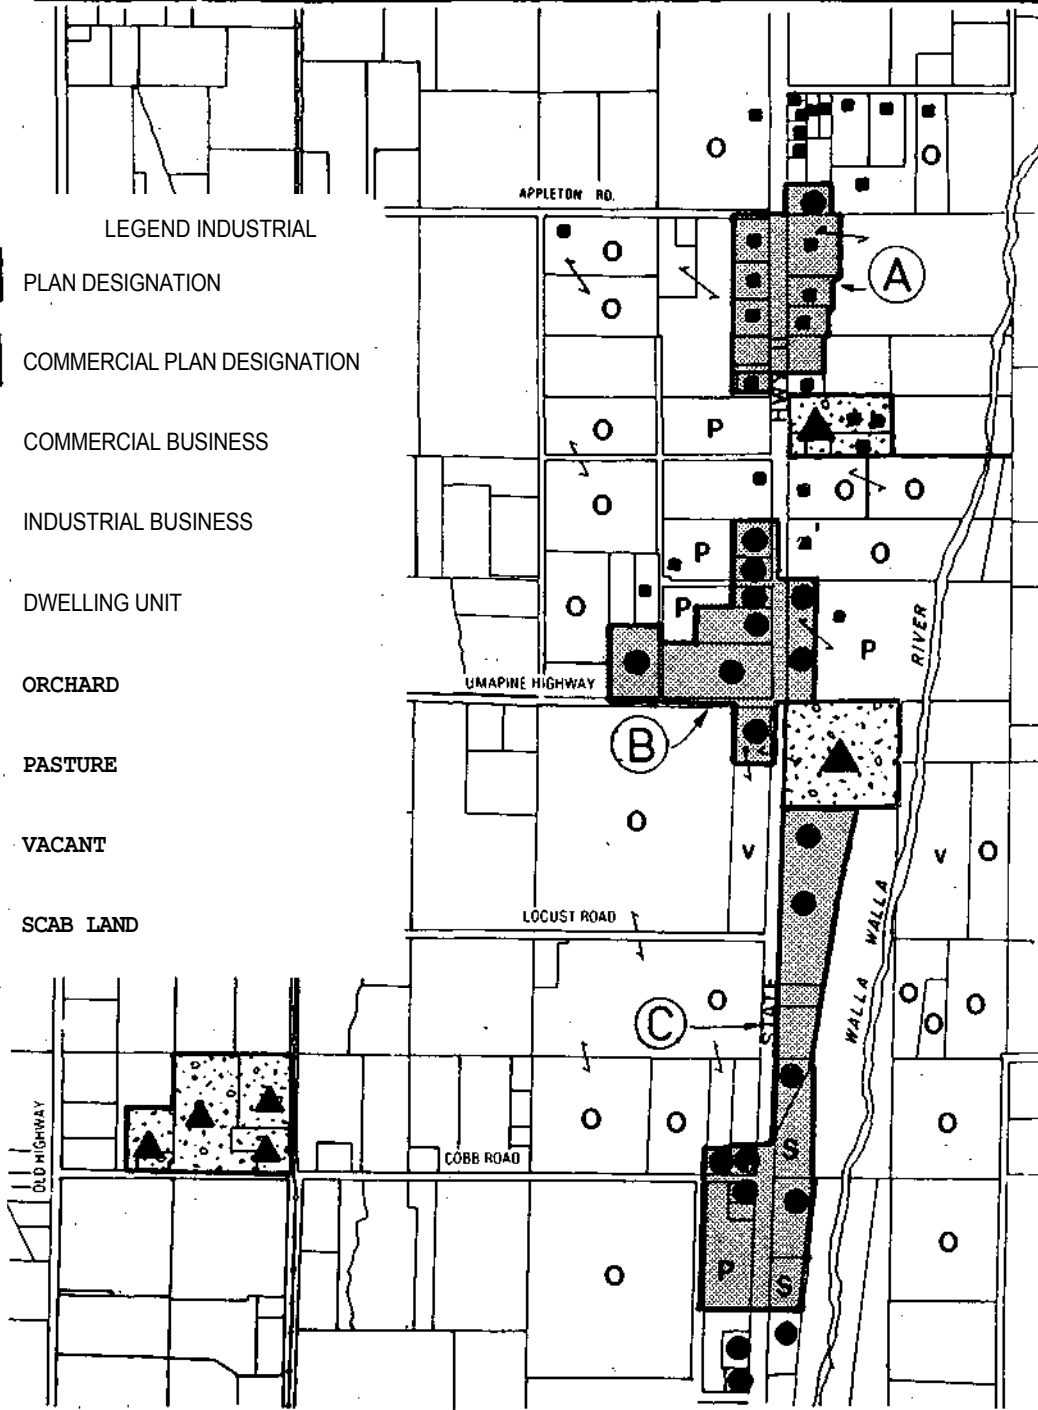 APPLETON RD.
LEGEND INDUSTRIAL
PLAN DESIGNATION
COMMERCIAL PLAN DESIGNATION
COMMERCIAL BUSINESS
INDUSTRIAL BUSINESS
DWELLING UNIT
ORCHARD
PASTURE
VACANT
SCAB LAND
O
O
O
O
A
HWY
O
P
O
O
O
P
O
O
P
P
RIVER
UMAPINE HIGHWAY
B
O
V
V
O
LOCUST ROAD
WALLA WALLA
STATE
C
O
O
O
O
O
O
O
S
OLD HIGHWAY
COBB ROAD
O
O
P
S